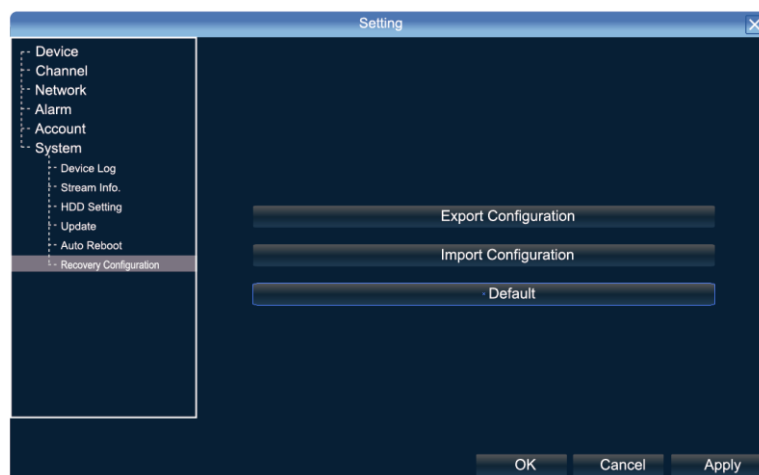 Setting
Device
Channel
Network
Alarm
Account
System
Device Log
Stream Info.
HDD Setting
Update
Auto Reboot
Recovery Configuration
Export Configuration
Import Configuration
Default
OK
Cancel
Apply